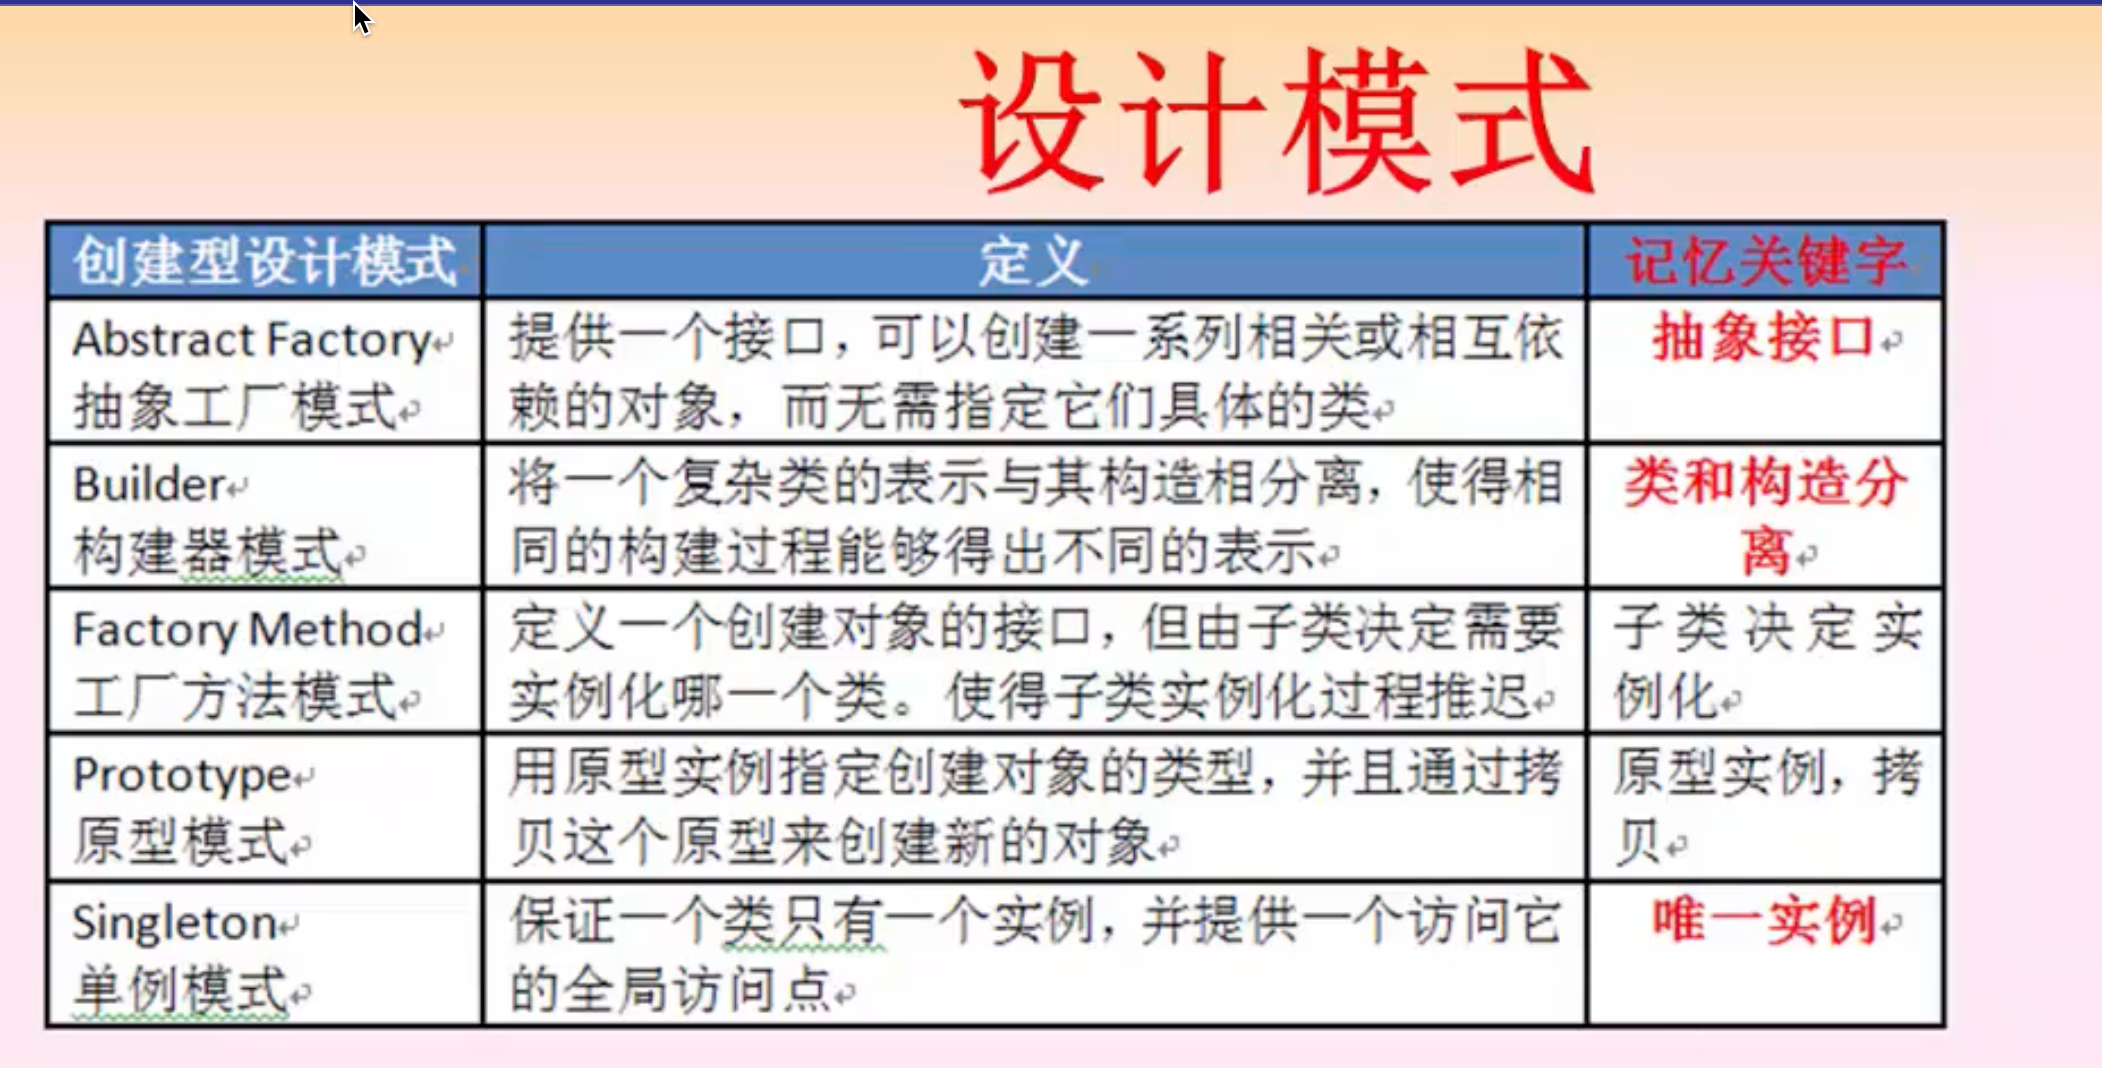 设计模式
创建型设计模式 定义 记忆关键字
Abstract Factory
抽象工厂模式
提供一个接口，可以创建一系列相关或相互依
赖的对象，而无需指定它们具体的类
抽象接口
Builder
构建器模式
将一个复杂类的表示与其构造相分离，使得相
同的构建过程能够得出不同的表示
类和构造分
离
Factory Method
工厂方法模式
定义一个创建对象的接口，但由子类决定需要
实例化哪一个类。使得子类实例化过程推迟
子类决定实
例化
Prototype
原型模式
用原型实例指定创建对象的类型，并且通过拷
贝这个原型来创建新的对象
原型实例，拷
贝
Singleton
单例模式
保证一个类只有一个实例，并提供一个访问它
的全局访问点
唯一实例